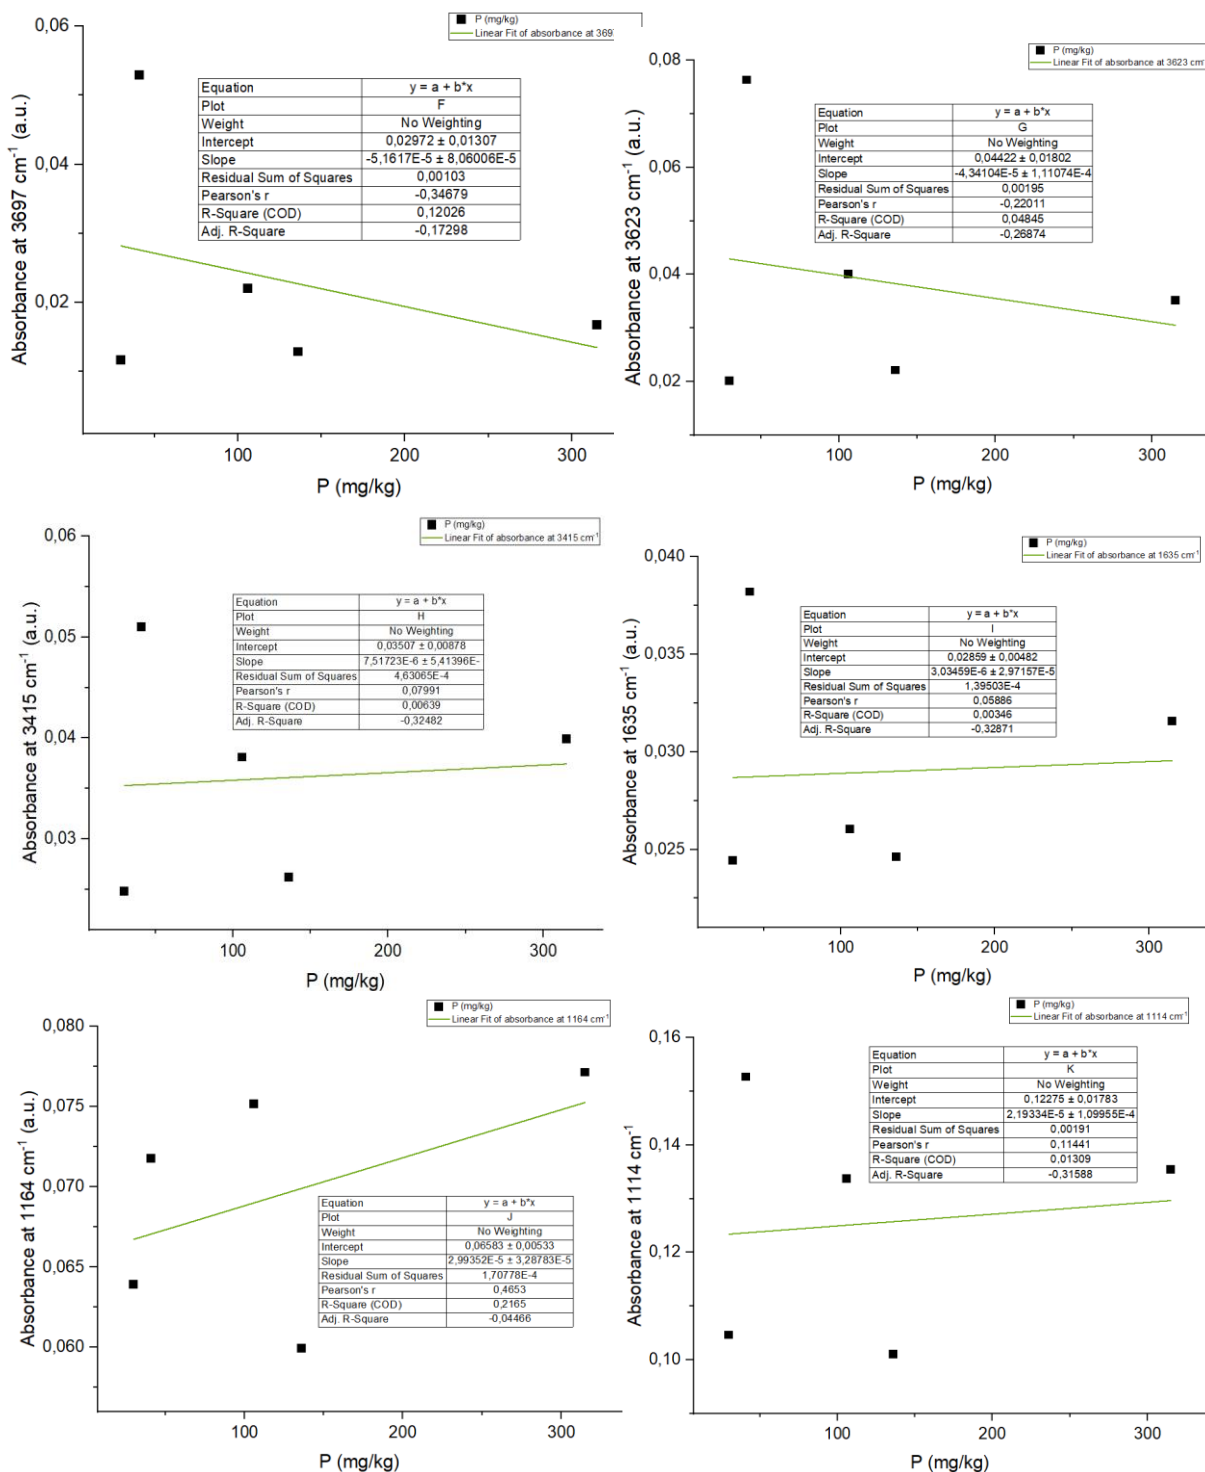 P (mg/kg)
Linear Fit of absorbance at 369
0,06
0,04
0,02
Absorbance at 3697 cm⁻¹ (a.u.)
Equation y = a + b*x
Plot F
Weight No Weighting
Intercept 0,02972 ± 0,01307
Slope -5,1617E-5 ± 8,06006E-5
Residual Sum of Squares 0,00103
Pearson's r -0,34679
R-Square (COD) 0,12026
Adj. R-Square -0,17298
100 200 300
P (mg/kg)
P (mg/kg)
Linear Fit of absorbance at 3623 cm
0,08
0,06
0,04
0,02
Absorbance at 3623 cm⁻¹ (a.u.)
Equation y = a + b*x
Plot G
Weight No Weighting
Intercept 0,04422 ± 0,01802
Slope -4,34104E-5 ± 1,11074E-4
Residual Sum of Squares 0,00195
Pearson's r -0,22011
R-Square (COD) 0,04845
Adj. R-Square -0,26874
100 200 300
P (mg/kg)
P (mg/kg)
Linear Fit of absorbance at 3415 cm⁻¹
0,06
0,05
0,04
0,03
Absorbance at 3415 cm⁻¹ (a.u.)
Equation y = a + b*x
Plot H
Weight No Weighting
Intercept 0,03507 ± 0,00878
Slope 7,51723E-6 ± 5,41396E-
Residual Sum of Squares 4,63065E-4
Pearson's r 0,07991
R-Square (COD) 0,00639
Adj. R-Square -0,32482
100 200 300
P (mg/kg)
P (mg/kg)
Linear Fit of absorbance at 1635 cm⁻¹
0,040
0,035
0,030
0,025
Absorbance at 1635 cm⁻¹ (a.u.)
Equation y = a + b*x
Plot I
Weight No Weighting
Intercept 0,02859 ± 0,00482
Slope 3,03459E-6 ± 2,97157E-5
Residual Sum of Squares 1,39503E-4
Pearson's r 0,05886
R-Square (COD) 0,00346
Adj. R-Square -0,32871
100 200 300
P (mg/kg)
P (mg/kg)
Linear Fit of absorbance at 1164 cm⁻¹
0,080
0,075
0,070
0,065
0,060
Absorbance at 1164 cm⁻¹ (a.u.)
Equation y = a + b*x
Plot J
Weight No Weighting
Intercept 0,06583 ± 0,00533
Slope 2,99352E-5 ± 3,28783E-5
Residual Sum of Squares 1,70778E-4
Pearson's r 0,4653
R-Square (COD) 0,2165
Adj. R-Square -0,04466
100 200 300
P (mg/kg)
P (mg/kg)
Linear Fit of absorbance at 1114 cm⁻¹
0,16
0,14
0,12
0,10
Absorbance at 1114 cm⁻¹
Equation y = a + b*x
Plot K
Weight No Weighting
Intercept 0,12275 ± 0,01783
Slope 2,19334E-5 ± 1,09955E-4
Residual Sum of Squares 0,00191
Pearson's r 0,11441
R-Square (COD) 0,01309
Adj. R-Square -0,31588
100 200 300
P (mg/kg)